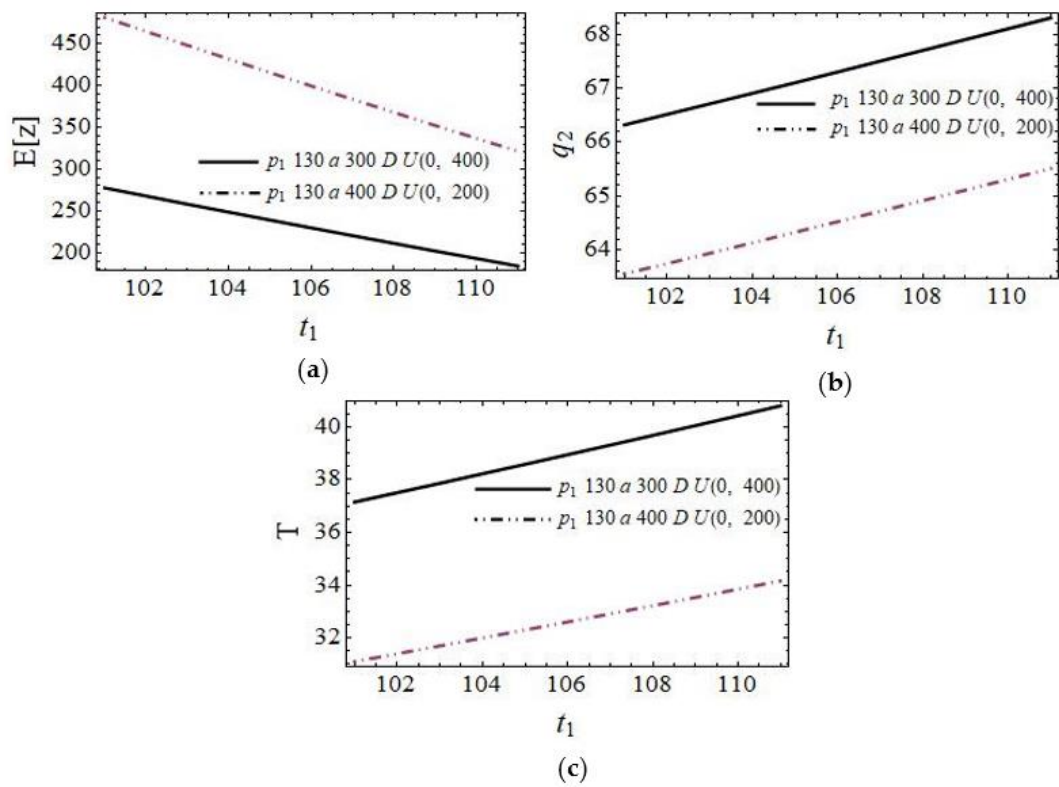 450
400
350
300
250
200
E[z]
p₁ 130 a 300 D U(0, 400)
p₁ 130 a 400 D U(0, 200)
102 104 106 108 110
t₁
(a)
68
67
66
65
64
q₂
p₁ 130 a 300 D U(0, 400)
p₁ 130 a 400 D U(0, 200)
102 104 106 108 110
t₁
(b)
40
38
36
34
32
T
p₁ 130 a 300 D U(0, 400)
p₁ 130 a 400 D U(0, 200)
102 104 106 108 110
t₁
(c)